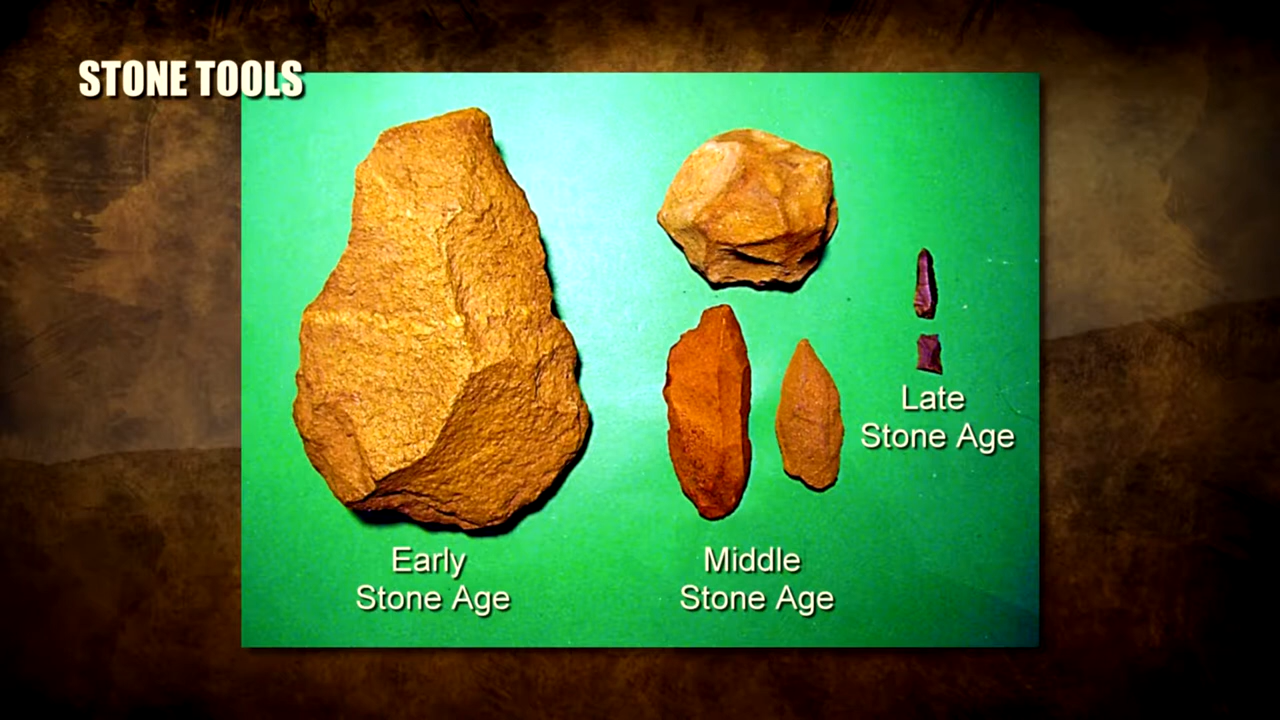 STONE TOOLS
Early
Stone Age
Middle
Stone Age
Late
Stone Age